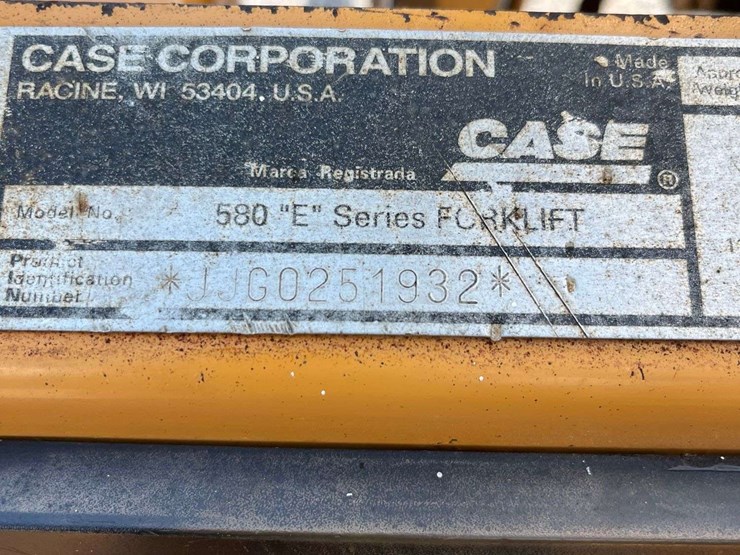 CASE CORPORATION
RACINE, WI 53404. U.S.A.
Made
In U.S.A.
CASE
Marca Registrada
®
Model No.
580 "E" Series FORKLIFT
Product
Identification
Number
*JJG0251932*